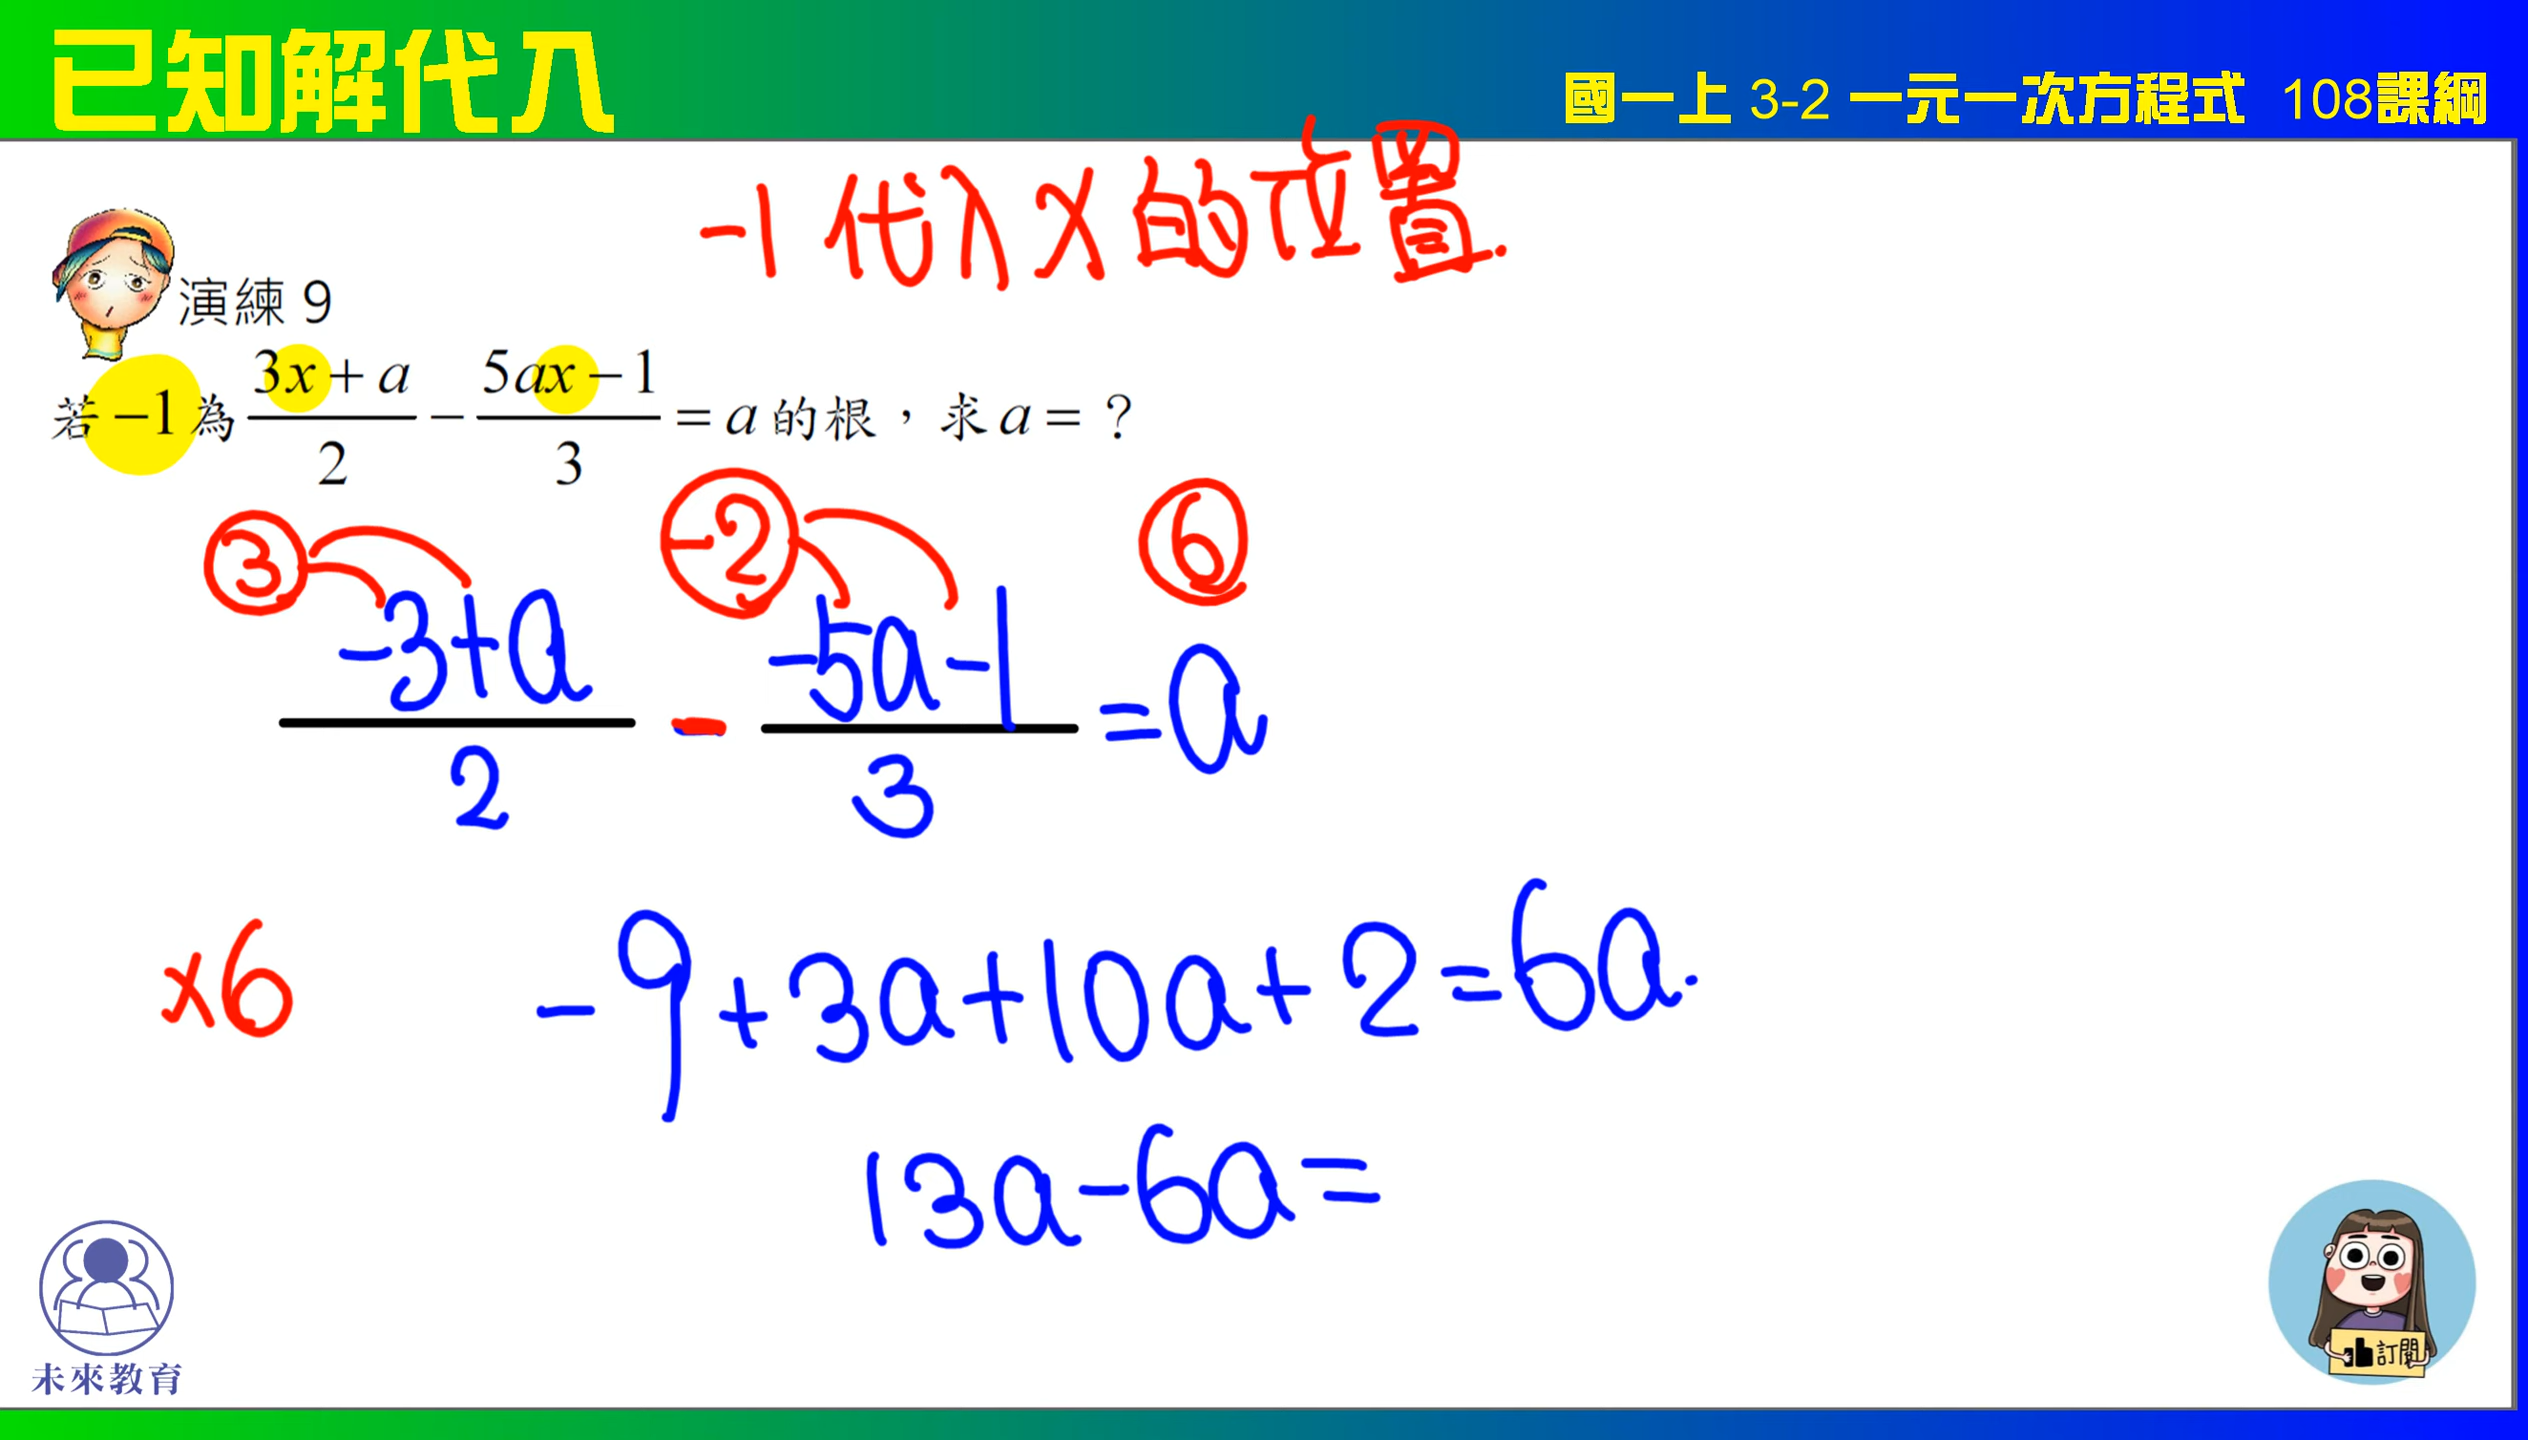 已知解代入
國一上 3-2 一元一次方程式 108課綱
-1代入x的位置.
演練 9
若 −1 為 (3x + a)/2 − (5ax − 1)/3 = a 的根，求 a = ？
③ -2 ⑥
(-3+a)/2 - (-5a-1)/3 = a
×6 -9+3a+10a+2=6a.
13a-6a=
未來教育
訂閱